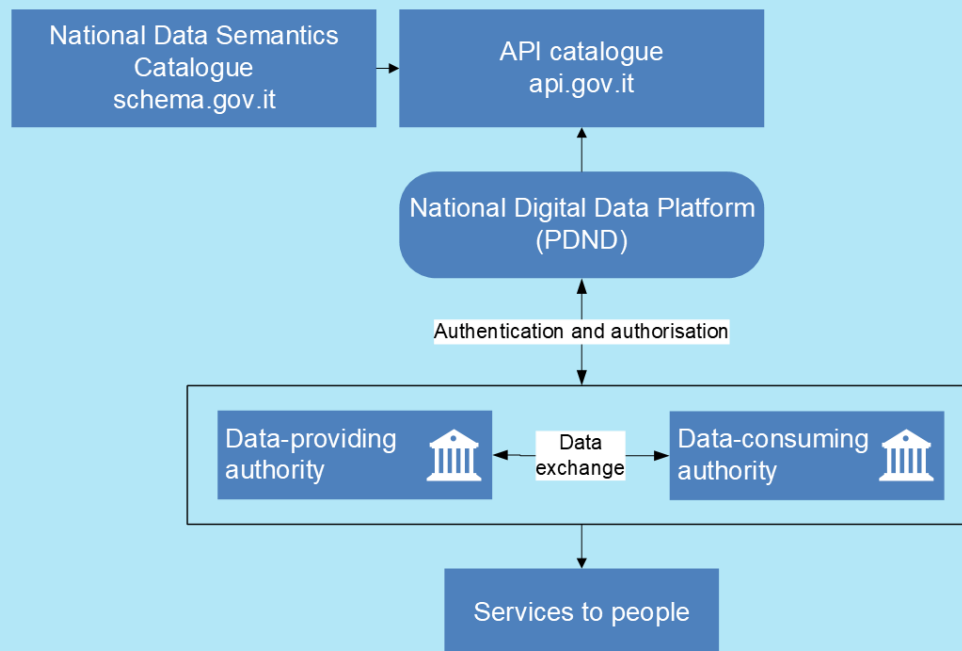 National Data Semantics
Catalogue
schema.gov.it
API catalogue
api.gov.it
National Digital Data Platform
(PDND)
Authentication and authorisation
Data-providing
authority
Data
exchange
Data-consuming
authority
Services to people